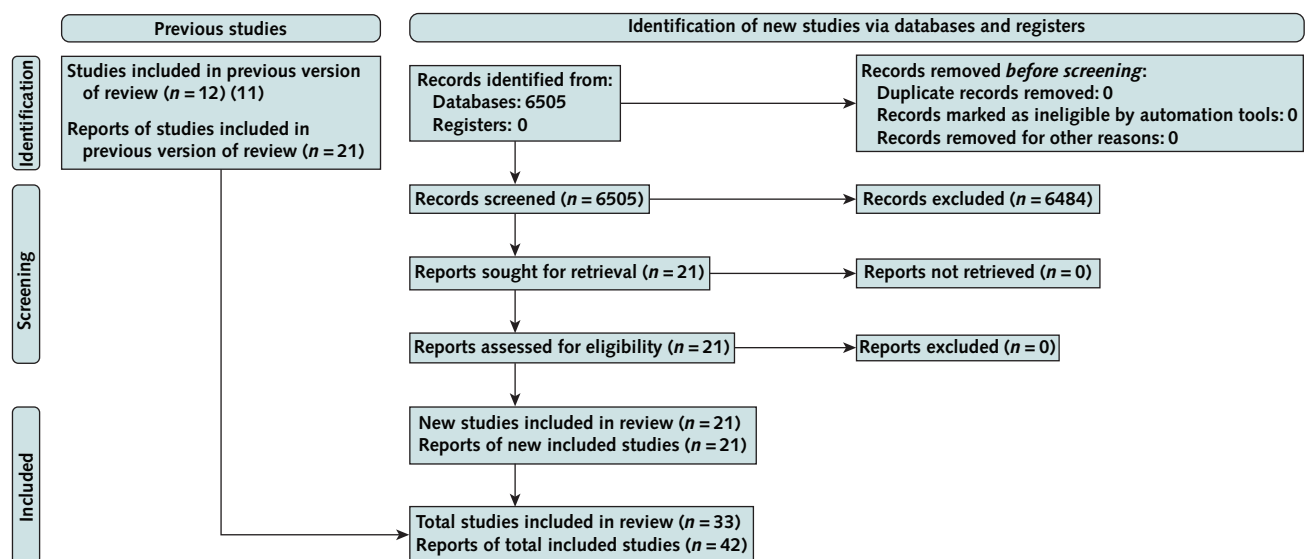 Previous studies
Identification of new studies via databases and registers
Identification
Studies included in previous version
of review (n = 12) (11)
Reports of studies included in
previous version of review (n = 21)
Records identified from:
Databases: 6505
Registers: 0
Records removed before screening:
Duplicate records removed: 0
Records marked as ineligible by automation tools: 0
Records removed for other reasons: 0
Screening
Records screened (n = 6505)
Records excluded (n = 6484)
Reports sought for retrieval (n = 21)
Reports not retrieved (n = 0)
Reports assessed for eligibility (n = 21)
Reports excluded (n = 0)
Included
New studies included in review (n = 21)
Reports of new included studies (n = 21)
Total studies included in review (n = 33)
Reports of total included studies (n = 42)